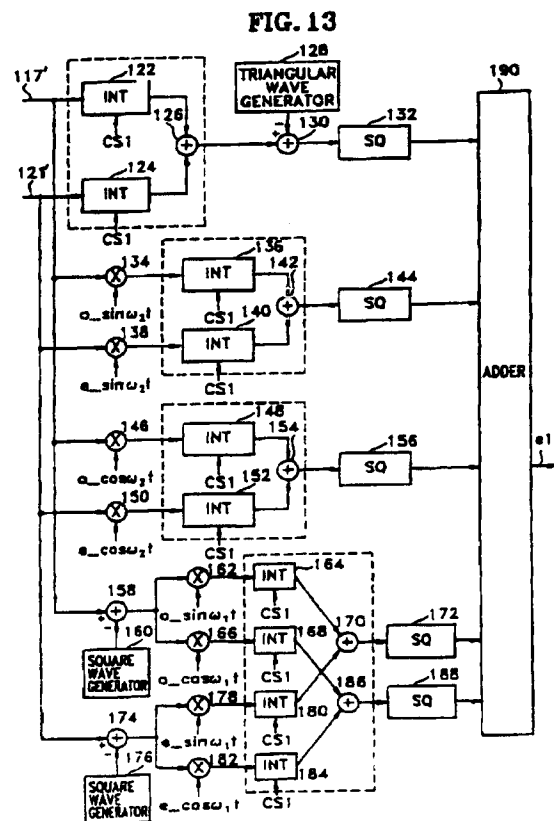 FIG. 13
117'
122
INT
CS1
126
+
128
TRIANGULAR
WAVE
GENERATOR
+
-
+
130
132
SQ
190
ADDER
121'
124
INT
CS1
X
134
o_sinω₂t
136
INT
CS1
142
+
144
SQ
X
138
e_sinω₂t
140
INT
CS1
X
146
o_cosω₂t
148
INT
CS1
154
+
156
SQ
e1
X
150
e_cosω₂t
152
INT
CS1
158
+
+
-
160
SQUARE
WAVE
GENERATOR
X
162
o_sinω₁t
INT
164
CS1
170
+
172
SQ
X
166
o_cosω₁t
INT
168
CS1
186
+
188
SQ
174
+
+
-
176
SQUARE
WAVE
GENERATOR
X
178
e_sinω₁t
INT
180
CS1
X
182
e_cosω₁t
INT
184
CS1